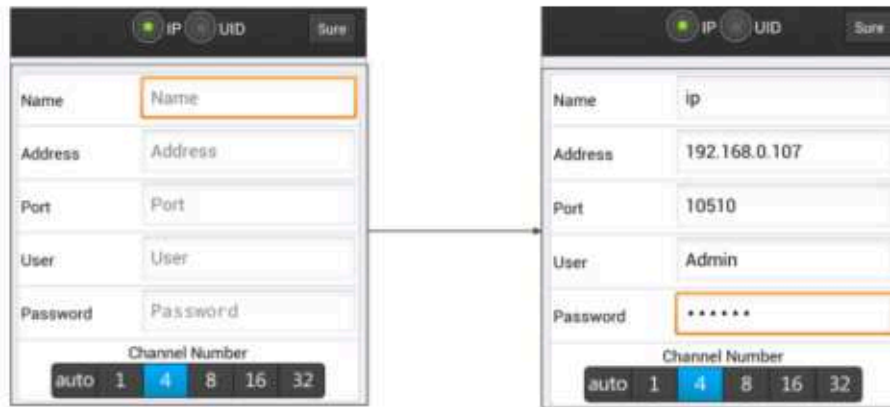 IP UID Sure
Name Name
Address Address
Port Port
User User
Password Password
Channel Number
auto 1 4 8 16 32
IP UID Sure
Name ip
Address 192.168.0.107
Port 10510
User Admin
Password ••••••
Channel Number
auto 1 4 8 16 32